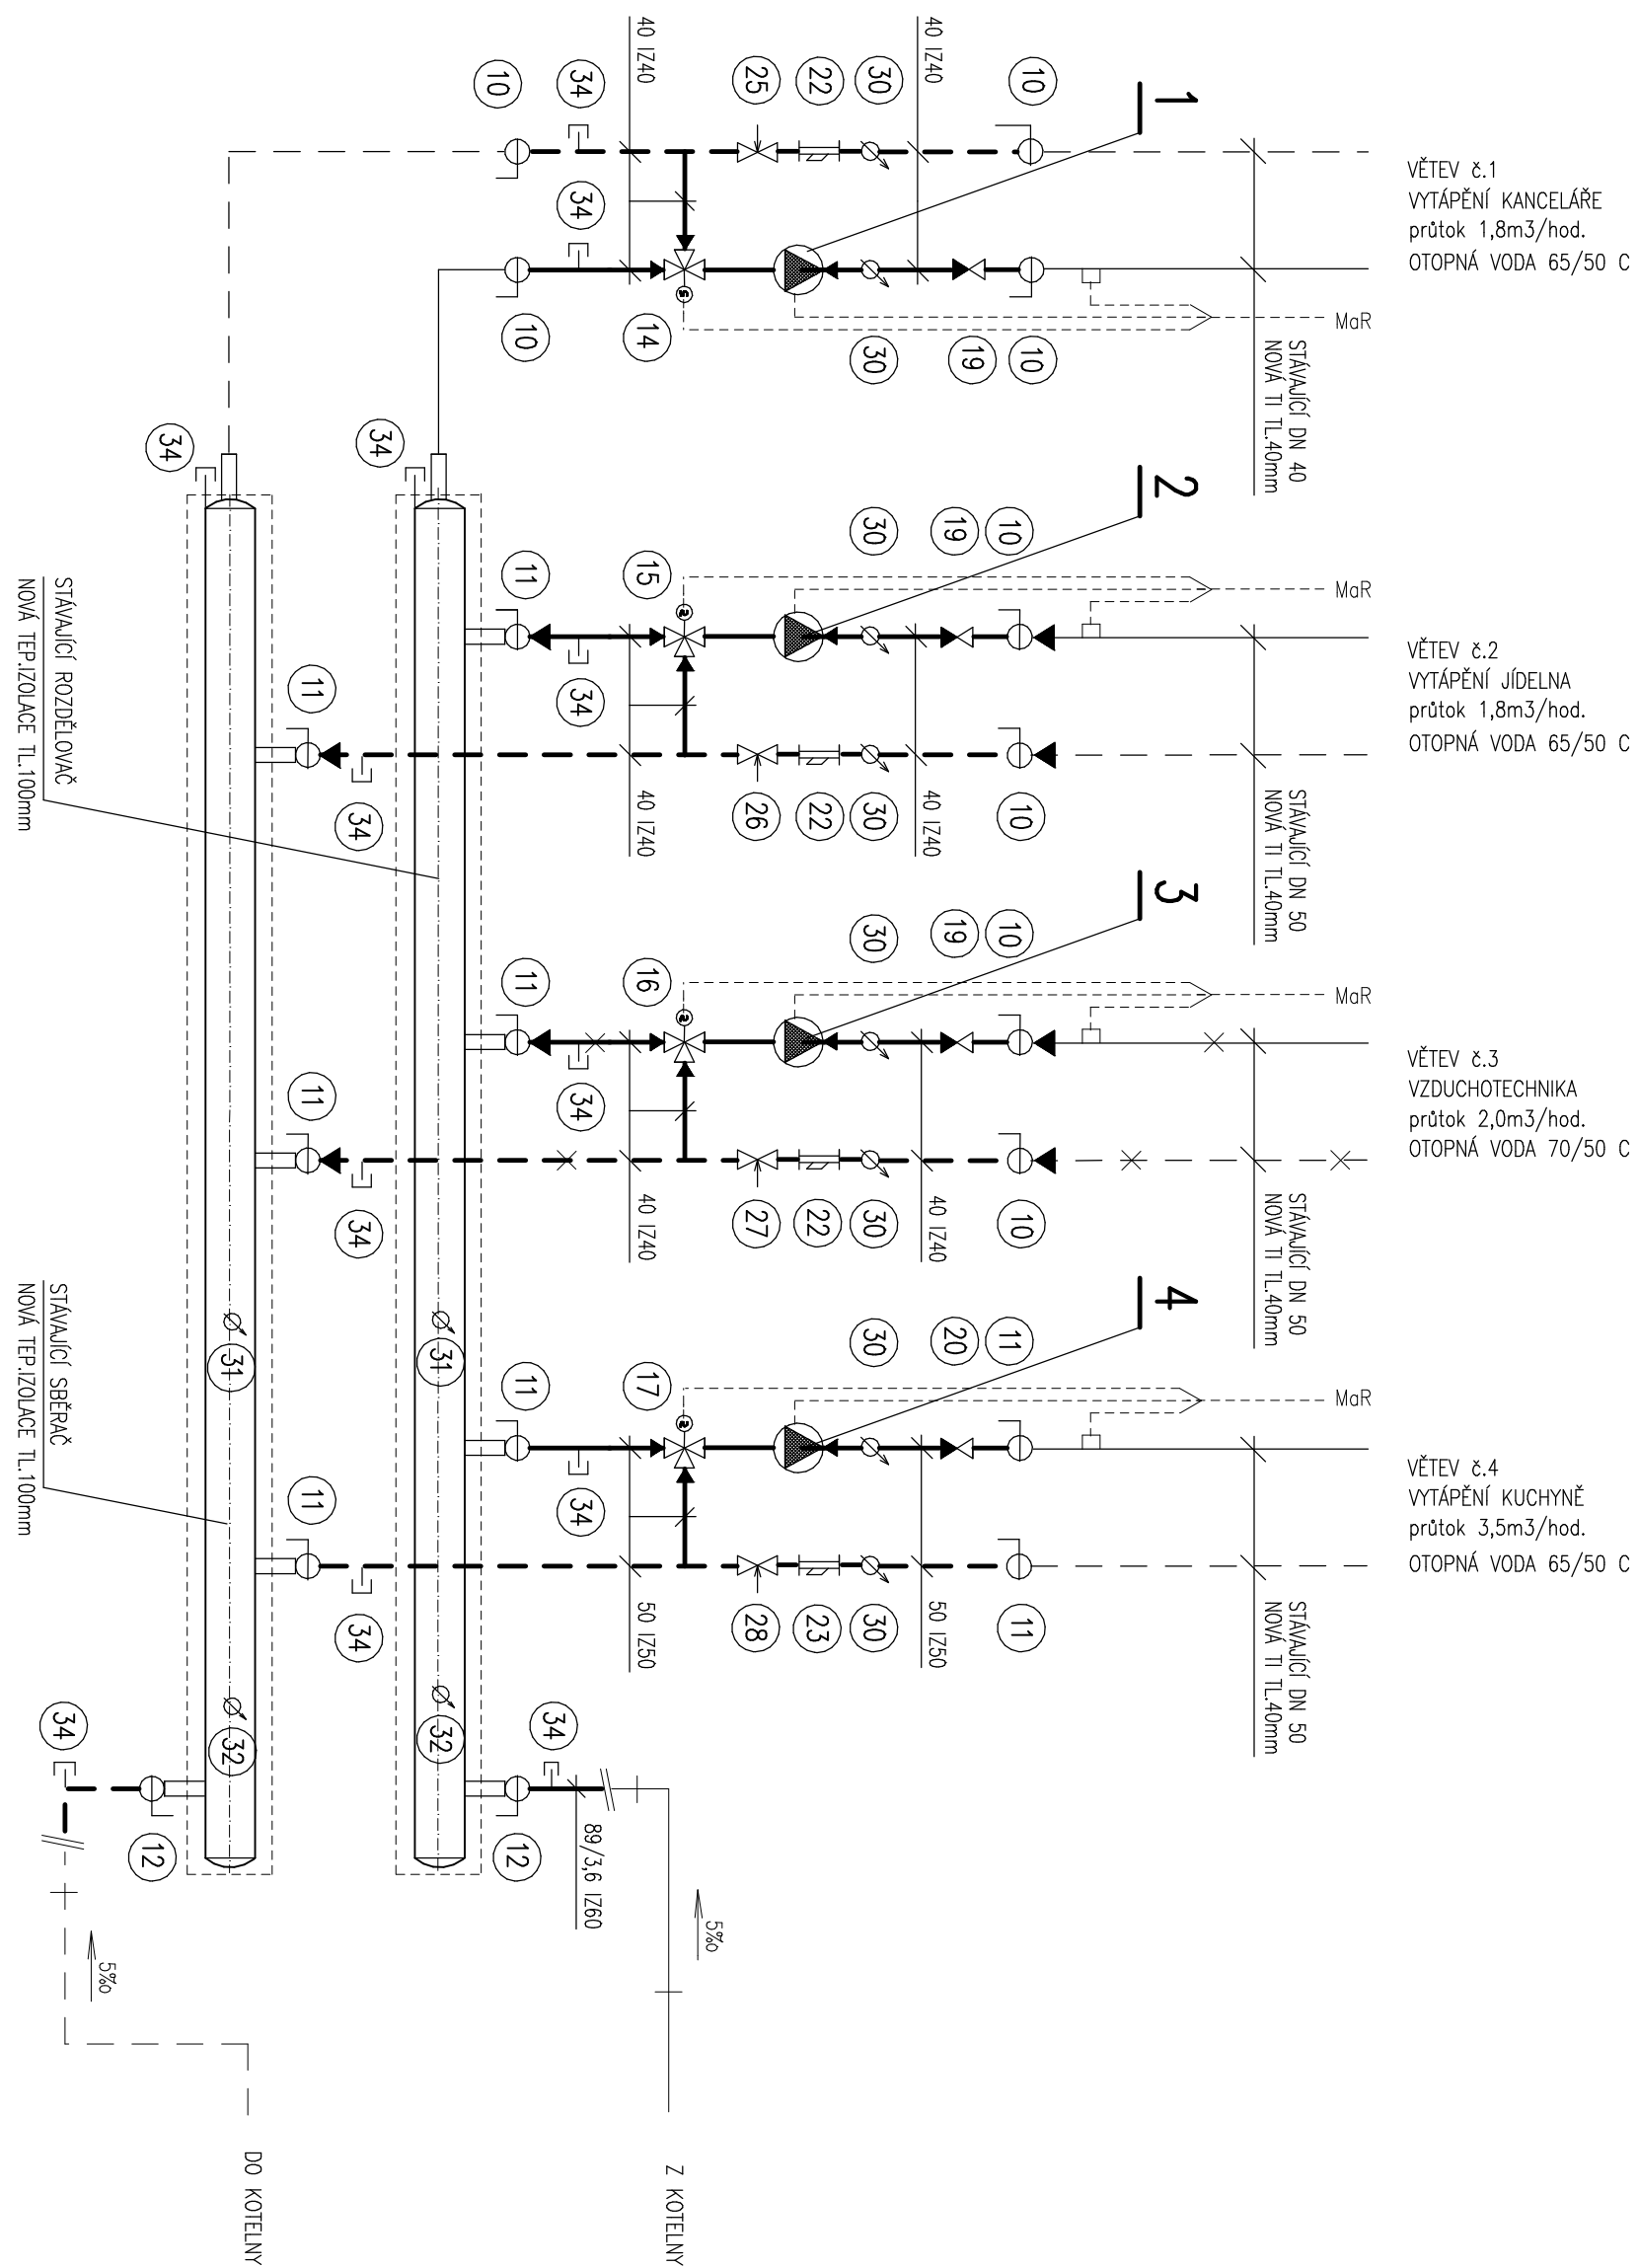 40 IZ40
40 IZ40
10
34
25
22
30
10
1
VĚTEV č.1
VYTÁPĚNÍ KANCELÁŘE
průtok 1,8m3/hod.
OTOPNÁ VODA 65/50 C
34
10
14
30
19
10
MaR
STÁVAJÍCÍ DN 40
NOVÁ TI TL.40mm
34
34
2
30
19
10
11
15
MaR
VĚTEV č.2
VYTÁPĚNÍ JÍDELNA
průtok 1,8m3/hod.
OTOPNÁ VODA 65/50 C
11
34
34
40 IZ40
26
22
30
40 IZ40
10
STÁVAJÍCÍ DN 50
NOVÁ TI TL.40mm
STÁVAJÍCÍ ROZDĚLOVAČ
NOVÁ TEP.IZOLACE TL.100mm
3
30
19
10
11
16
MaR
VĚTEV č.3
VZDUCHOTECHNIKA
průtok 2,0m3/hod.
OTOPNÁ VODA 70/50 C
11
34
34
40 IZ40
27
22
30
40 IZ40
10
STÁVAJÍCÍ DN 50
NOVÁ TI TL.40mm
STÁVAJÍCÍ SBĚRAČ
NOVÁ TEP.IZOLACE TL.100mm
31
31
4
30
20
11
11
17
MaR
VĚTEV č.4
VYTÁPĚNÍ KUCHYNĚ
průtok 3,5m3/hod.
OTOPNÁ VODA 65/50 C
11
34
34
50 IZ50
28
23
30
50 IZ50
11
STÁVAJÍCÍ DN 50
NOVÁ TI TL.40mm
34
32
32
34
12
12
89/3,6 IZ60
5‰
5‰
DO KOTELNY
Z KOTELNY